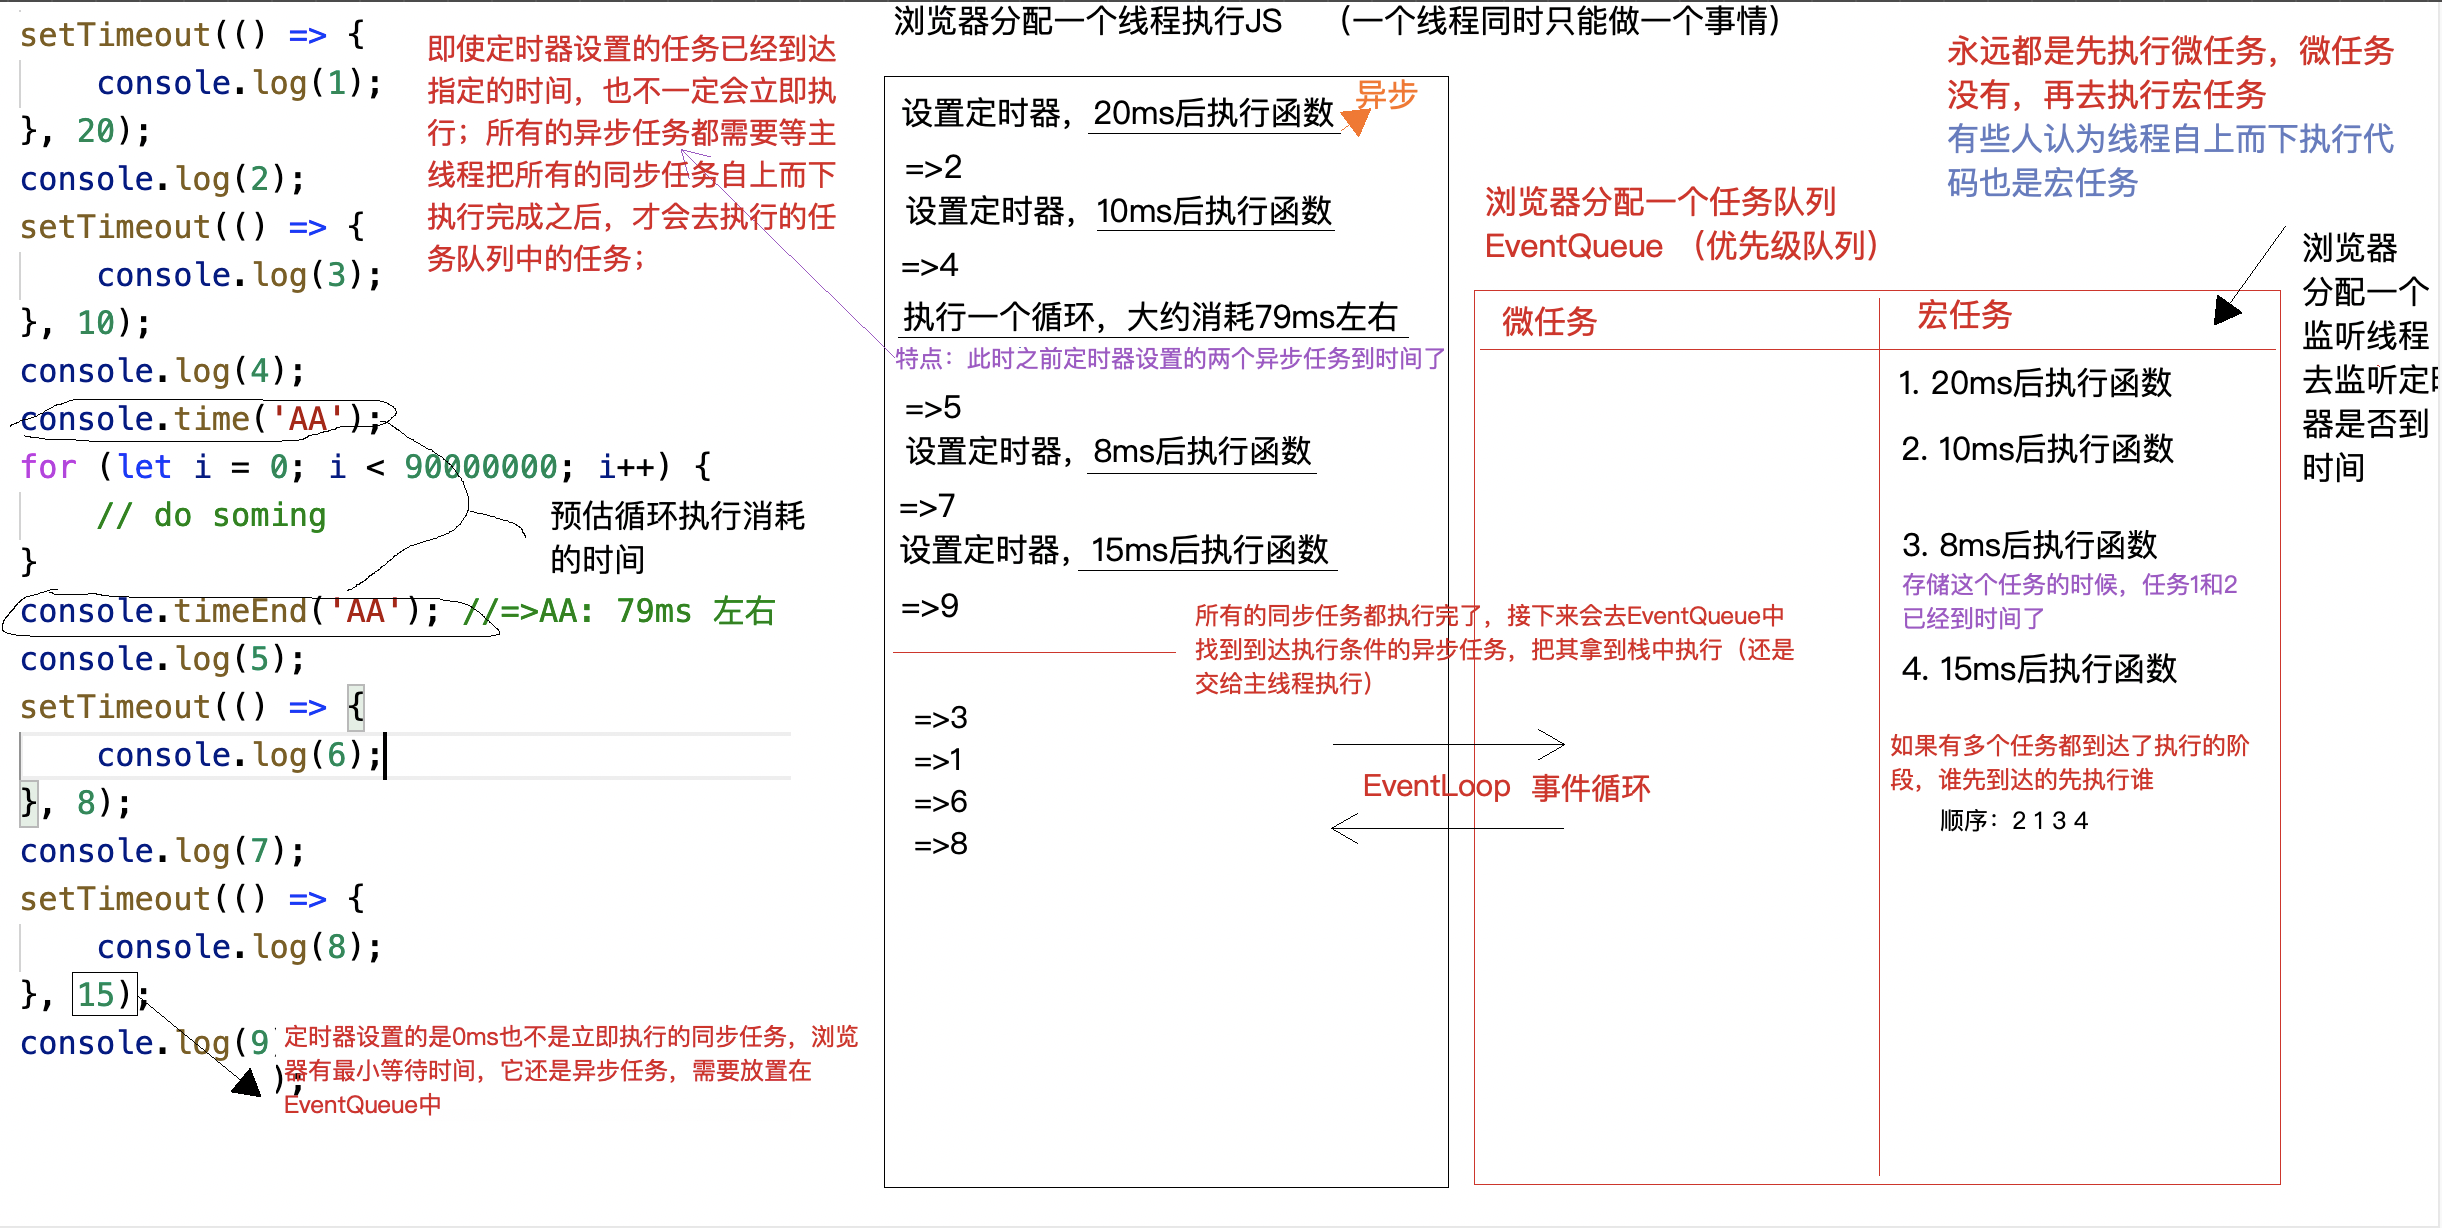 setTimeout(() => {
    console.log(1);
}, 20);
console.log(2);
setTimeout(() => {
    console.log(3);
}, 10);
console.log(4);
console.time('AA');
for (let i = 0; i < 90000000; i++) {
    // do soming
}
console.timeEnd('AA'); //=>AA: 79ms 左右
console.log(5);
setTimeout(() => {
    console.log(6);
}, 8);
console.log(7);
setTimeout(() => {
    console.log(8);
}, 15);
console.log(9
);
即使定时器设置的任务已经到达
指定的时间，也不一定会立即执
行；所有的异步任务都需要等主
线程把所有的同步任务自上而下
执行完成之后，才会去执行的任
务队列中的任务；
预估循环执行消耗
的时间
定时器设置的是0ms也不是立即执行的同步任务，浏览
器有最小等待时间，它还是异步任务，需要放置在
EventQueue中
浏览器分配一个线程执行JS （一个线程同时只能做一个事情）
设置定时器，20ms后执行函数
异步
=>2
设置定时器，10ms后执行函数
=>4
执行一个循环，大约消耗79ms左右
特点：此时之前定时器设置的两个异步任务到时间了
=>5
设置定时器，8ms后执行函数
=>7
设置定时器，15ms后执行函数
=>9
所有的同步任务都执行完了，接下来会去EventQueue中
找到到达执行条件的异步任务，把其拿到栈中执行（还是
交给主线程执行）
=>3
=>1
=>6
=>8
EventLoop 事件循环
永远都是先执行微任务，微任务
没有，再去执行宏任务
有些人认为线程自上而下执行代
码也是宏任务
浏览器分配一个任务队列
EventQueue （优先级队列）
微任务
宏任务
1. 20ms后执行函数
2. 10ms后执行函数
3. 8ms后执行函数
存储这个任务的时候，任务1和2
已经到时间了
4. 15ms后执行函数
如果有多个任务都到达了执行的阶
段，谁先到达的先执行谁
顺序：2 1 3 4
浏览器
分配一个
监听线程
去监听定时
器是否到
时间